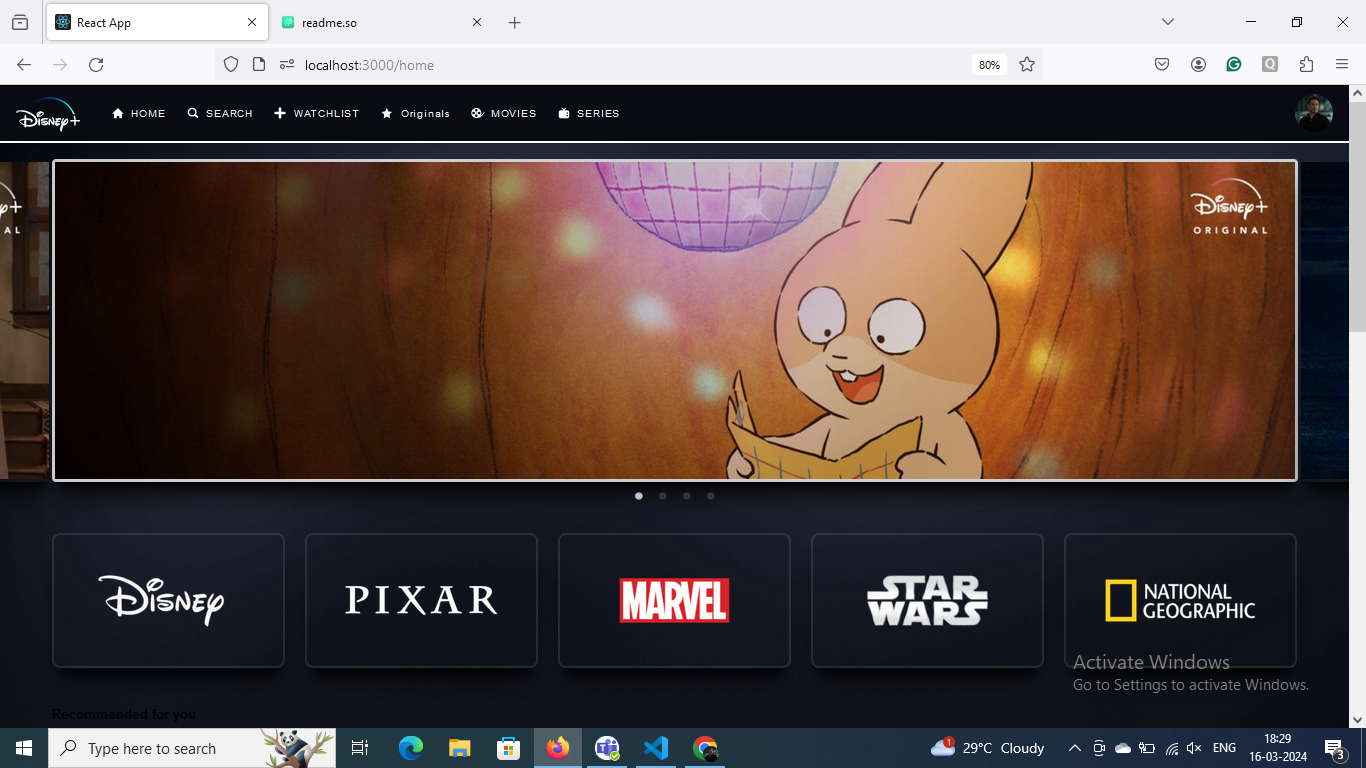 React App
readme.so
localhost:3000/home
80%
Disney+
HOME
SEARCH
WATCHLIST
Originals
MOVIES
SERIES
AL
Disney+
ORIGINAL
Disney
PIXAR
MARVEL
STAR
WARS
NATIONAL
GEOGRAPHIC
Activate Windows
Go to Settings to activate Windows.
Recommended for you
Type here to search
1
29°C Cloudy
ENG
18:29
16-03-2024
3